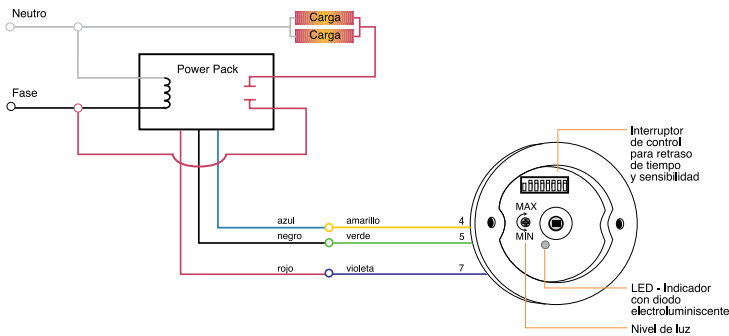 Neutro
Carga
Carga
Power Pack
Fase
Interruptor
de control
para retraso
de tiempo
y sensibilidad
MAX
MIN
azul amarillo 4
negro verde 5
rojo violeta 7
LED - Indicador
con diodo
electroluminiscente
Nivel de luz